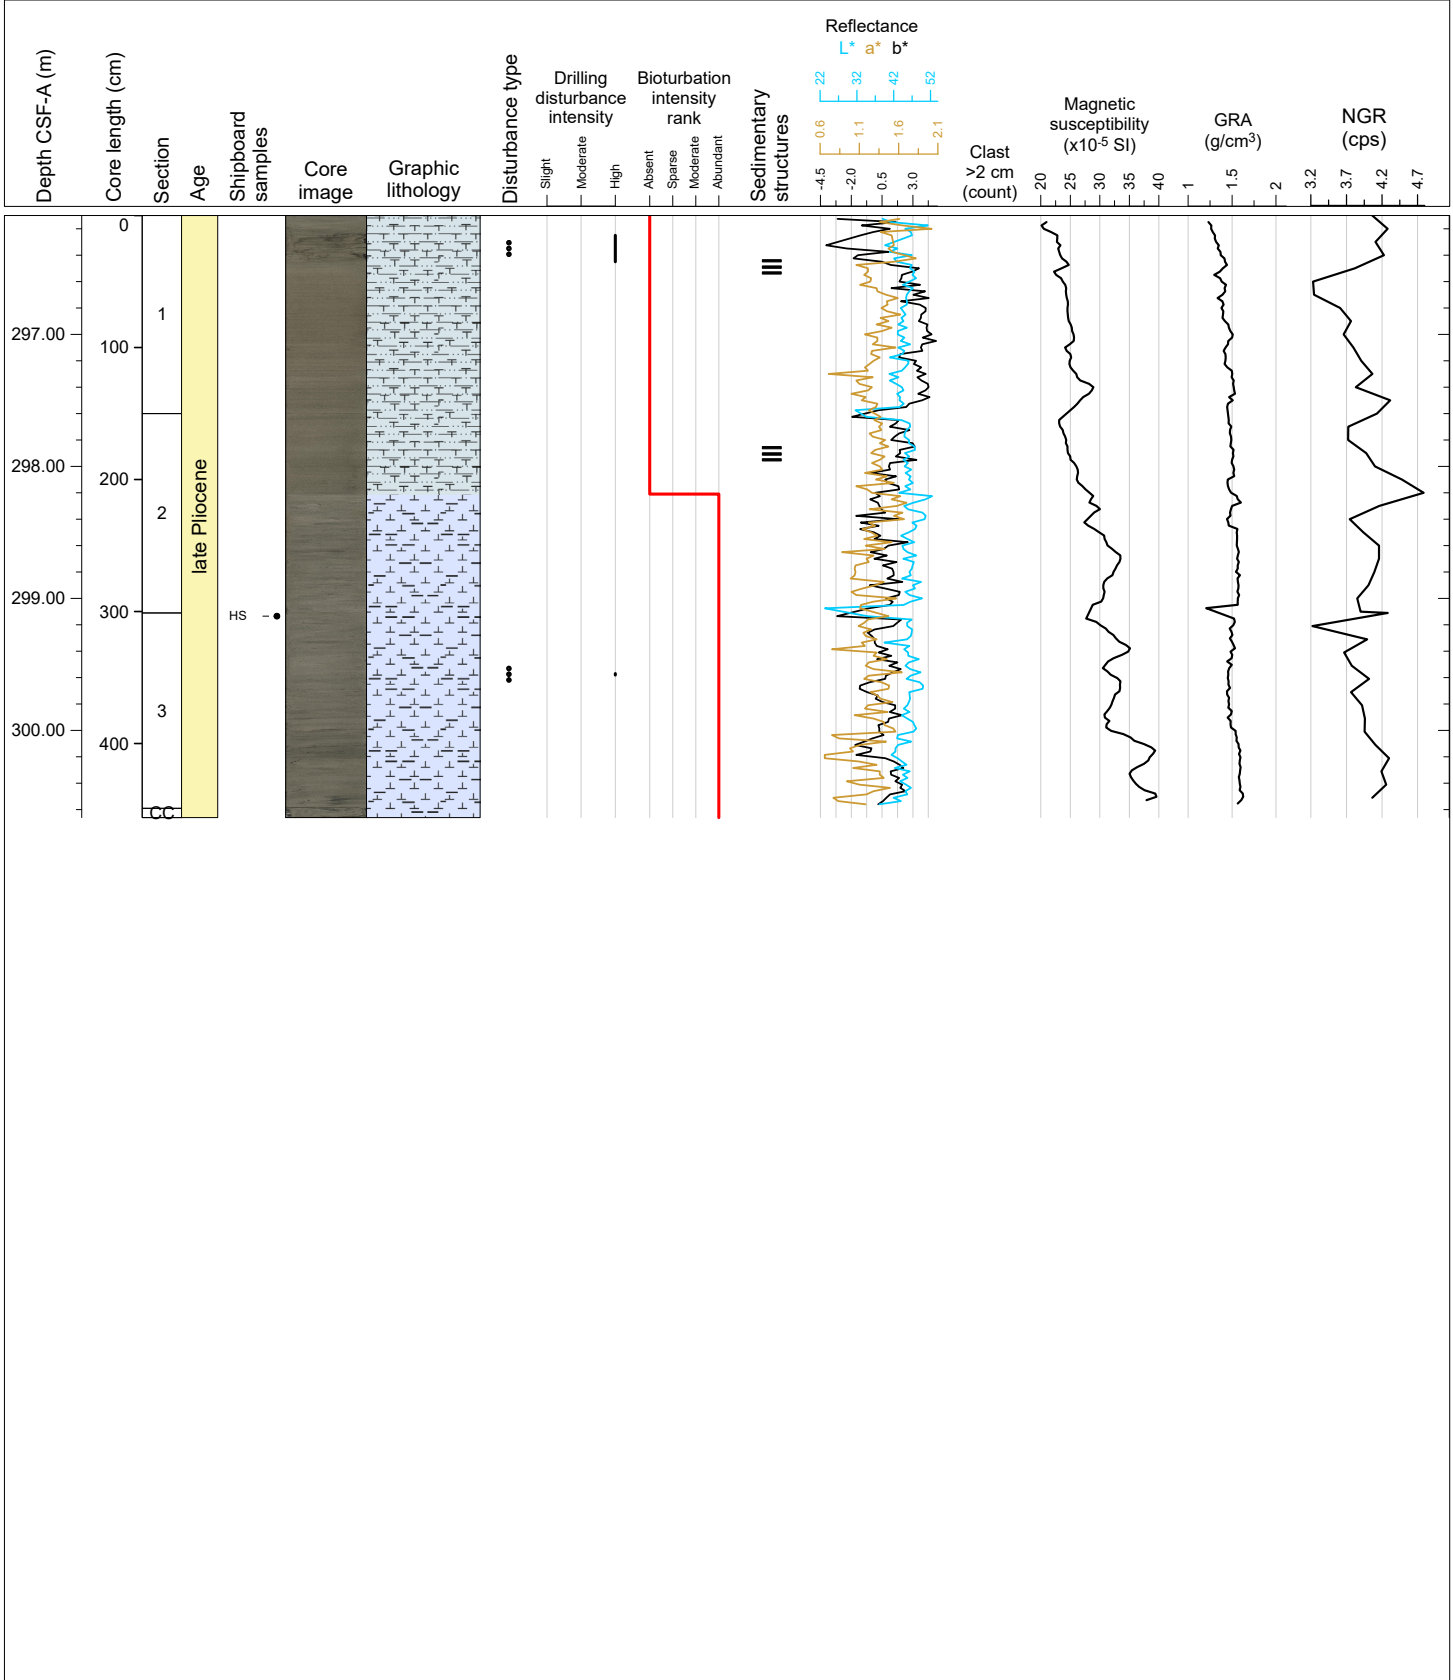 Depth CSF-A (m)
Core length (cm)
Section
Age
Shipboard
samples
Core
image
Graphic
lithology
Disturbance type
Drilling
disturbance
intensity
Slight
Moderate
High
Bioturbation
intensity
rank
Absent
Sparse
Moderate
Abundant
Sedimentary
structures
Reflectance
L* a* b*
22 32 42 52
0.6 1.1 1.6 2.1
-4.5 -2.0 0.5 3.0
Clast
>2 cm
(count)
Magnetic
susceptibility
(x10-5 SI)
20 25 30 35 40
GRA
(g/cm3)
1 1.5 2
NGR
(cps)
3.2 3.7 4.2 4.7
0
1
297.00
100
late Pliocene
298.00
200
2
299.00
300
HS
3
300.00
400
CC